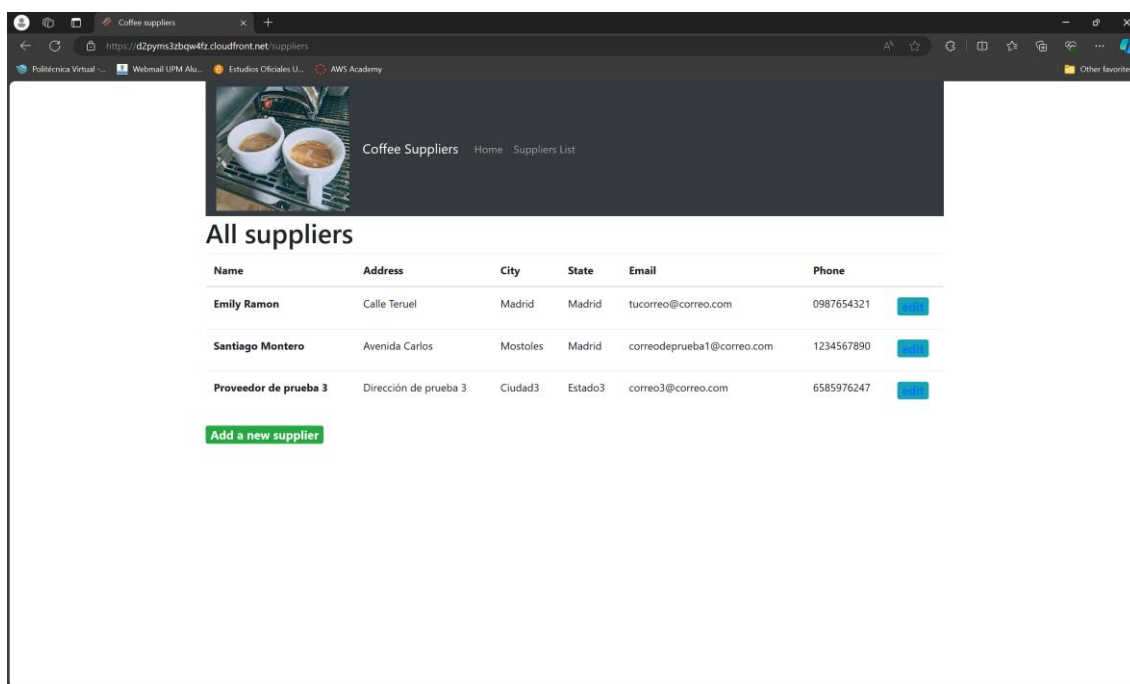 Coffee suppliers
https://d2pyms3zbqw4fz.cloudfront.net/suppliers
Politécnica Virtual -... Webmail UPM Alu... Estudios Oficiales U... AWS Academy Other favorite
Coffee Suppliers Home Suppliers List
All suppliers
Name Address City State Email Phone
Emily Ramon Calle Teruel Madrid Madrid tucorreo@correo.com 0987654321 edit
Santiago Montero Avenida Carlos Mostoles Madrid correodeprueba1@correo.com 1234567890 edit
Proveedor de prueba 3 Dirección de prueba 3 Ciudad3 Estado3 correo3@correo.com 6585976247 edit
Add a new supplier